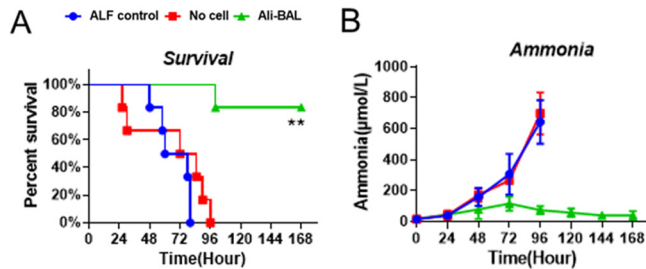 A
ALF control No cell Ali-BAL
B
Survival
Percent survival
100%
80%
60%
40%
20%
0%
0 24 48 72 96 120 144 168
Time(Hour)
**
Ammonia
Ammonia(μmol/L)
1000
800
600
400
200
0
0 24 48 72 96 120 144 168
Time(Hour)